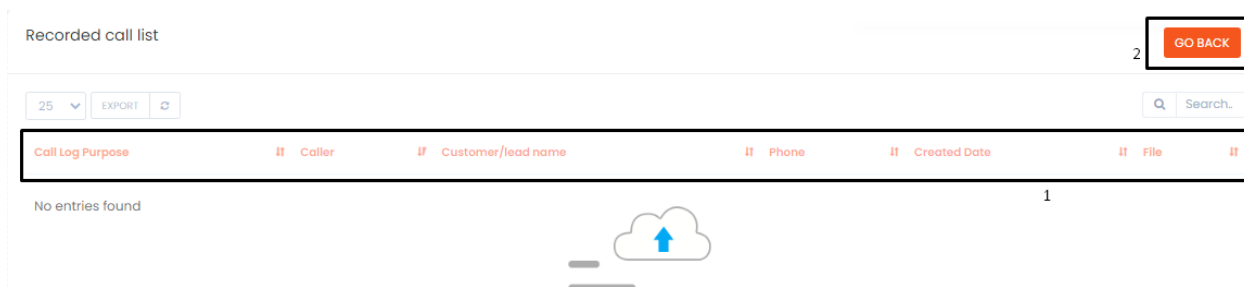 Recorded call list
GO BACK
2
25 EXPORT
Search..
Call Log Purpose Caller Customer/lead name Phone Created Date File
1
No entries found